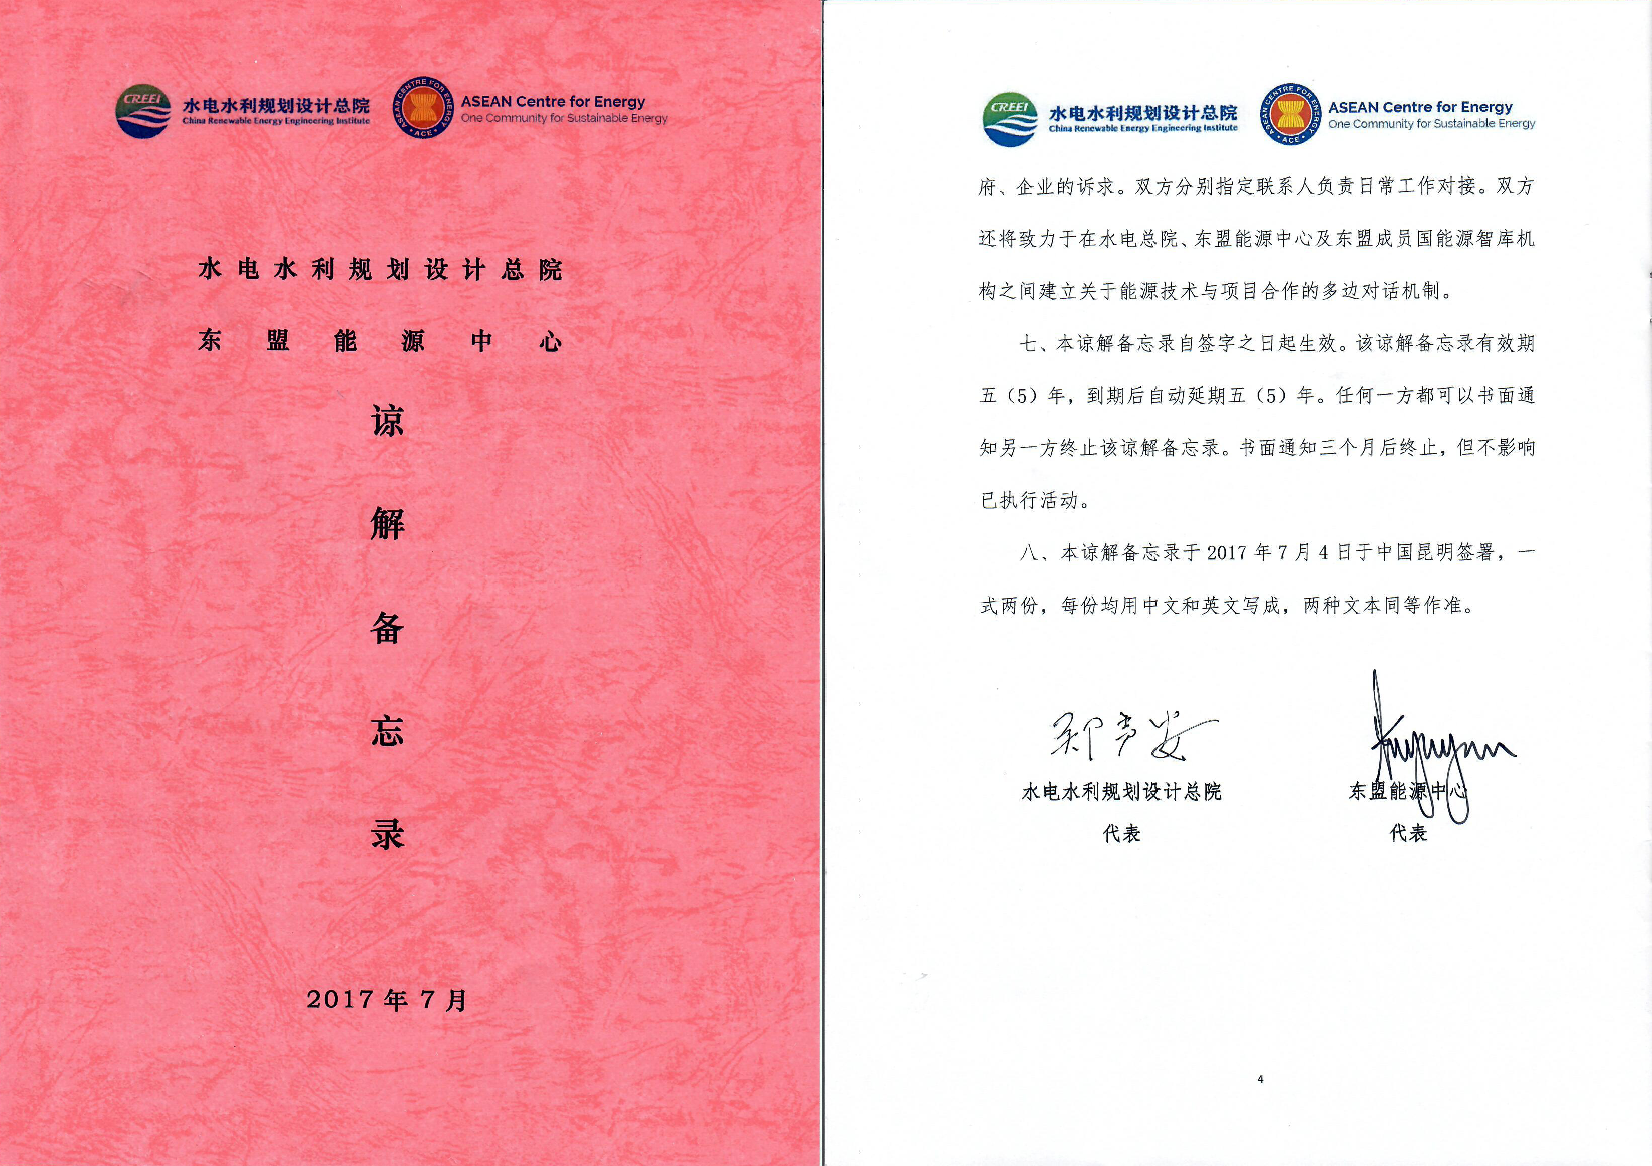 CREEI
水电水利规划设计总院
China Renewable Energy Engineering Institute
ASEAN CENTRE FOR ENERGY
ACE
ASEAN Centre for Energy
One Community for Sustainable Energy
水电水利规划设计总院
东盟能源中心
谅
解
备
忘
录
2017年7月
CREEI
水电水利规划设计总院
China Renewable Energy Engineering Institute
ASEAN CENTRE FOR ENERGY
ACE
ASEAN Centre for Energy
One Community for Sustainable Energy
府、企业的诉求。双方分别指定联系人负责日常工作对接。双方
还将致力于在水电总院、东盟能源中心及东盟成员国能源智库机
构之间建立关于能源技术与项目合作的多边对话机制。
七、本谅解备忘录自签字之日起生效。该谅解备忘录有效期
五（5）年，到期后自动延期五（5）年。任何一方都可以书面通
知另一方终止该谅解备忘录。书面通知三个月后终止，但不影响
已执行活动。
八、本谅解备忘录于 2017 年 7 月 4 日于中国昆明签署，一
式两份，每份均用中文和英文写成，两种文本同等作准。
郑声安
水电水利规划设计总院
代表
东盟能源中心
代表
4